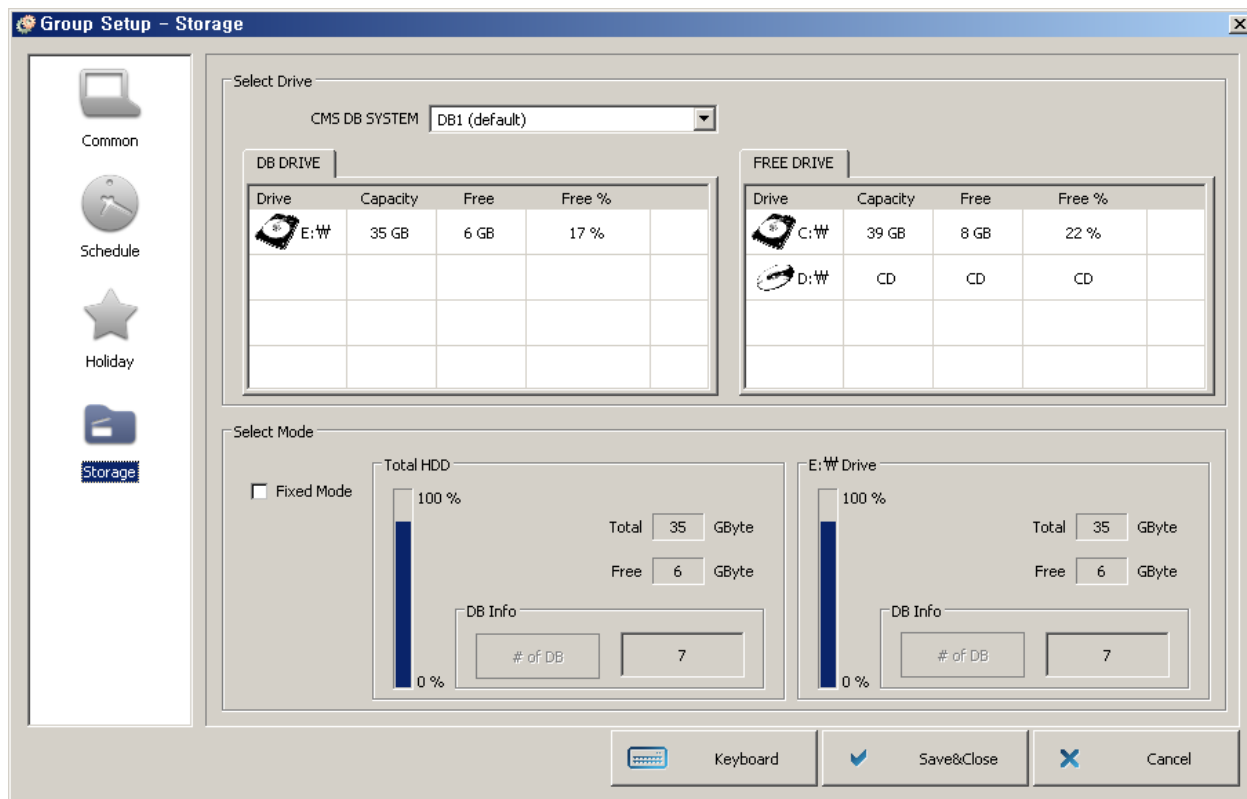 Group Setup - Storage
Common
Schedule
Holiday
Storage
Select Drive
CMS DB SYSTEM DB1 (default)
DB DRIVE
Drive Capacity Free Free %
E:₩ 35 GB 6 GB 17 %
FREE DRIVE
Drive Capacity Free Free %
C:₩ 39 GB 8 GB 22 %
D:₩ CD CD CD
Select Mode
Fixed Mode
Total HDD
100 %
Total 35 GByte
Free 6 GByte
DB Info
# of DB 7
0 %
E:₩ Drive
100 %
Total 35 GByte
Free 6 GByte
DB Info
# of DB 7
0 %
Keyboard Save&Close Cancel